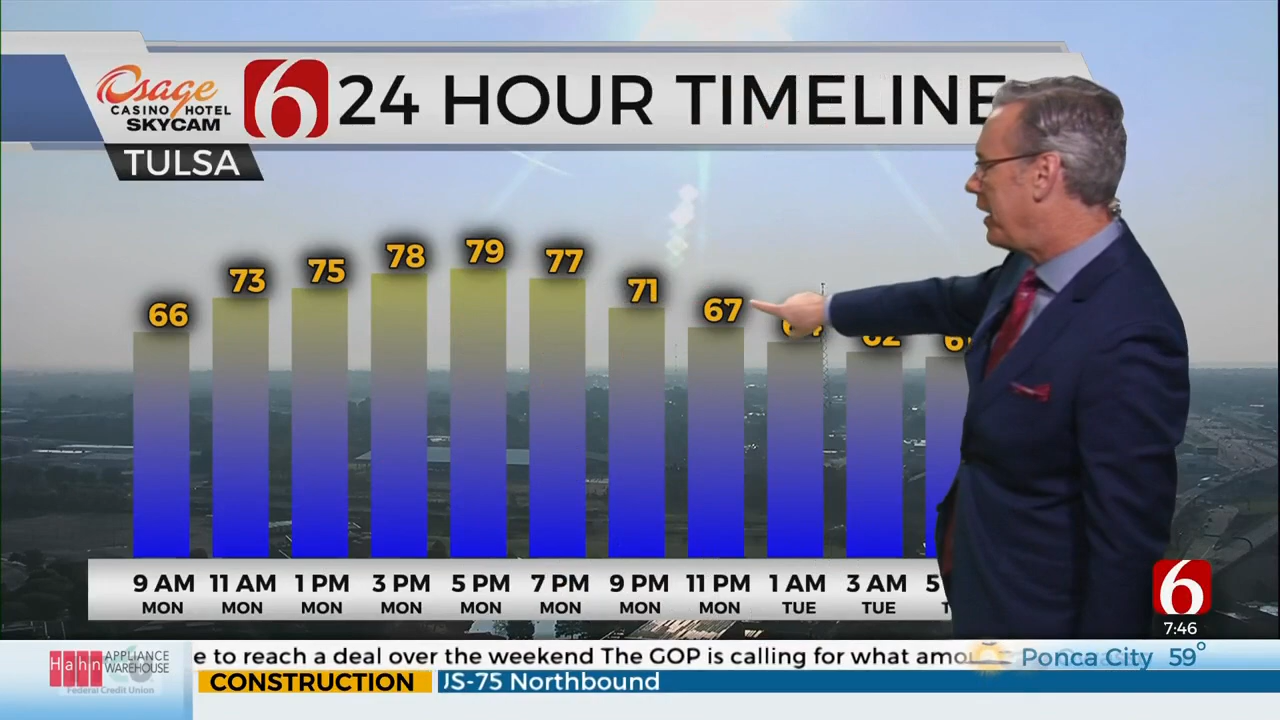 Osage
CASINO HOTEL
SKYCAM
6
24 HOUR TIMELINE
TULSA
66 73 75 78 79 77 71 67 62
9 AM 11 AM 1 PM 3 PM 5 PM 7 PM 9 PM 11 PM 1 AM 3 AM 5
MON MON MON MON MON MON MON MON TUE TUE
6
7:46
Hahn APPLIANCE WAREHOUSE
Federal Credit Union
e to reach a deal over the weekend The GOP is calling for what amo
Ponca City 59°
CONSTRUCTION
US-75 Northbound